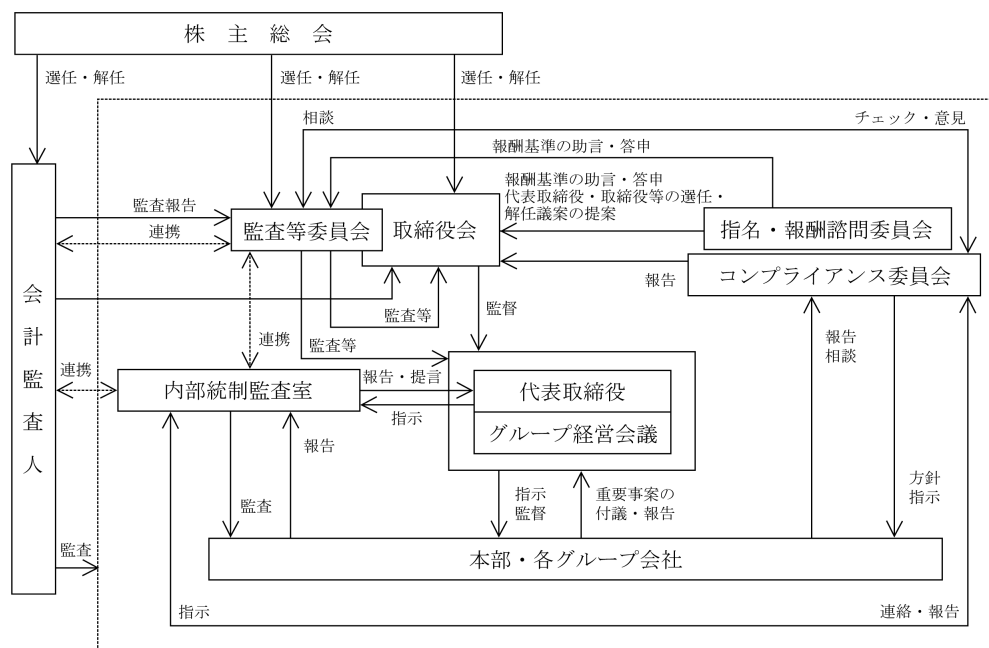 株主総会
選任・解任
選任・解任
選任・解任
相談
チェック・意見
報酬基準の助言・答申
報酬基準の助言・答申
代表取締役・取締役等の選任・
解任議案の提案
監査報告
連携
監査等委員会
取締役会
指名・報酬諮問委員会
コンプライアンス委員会
報告
会計監査人
監査等
監督
連携
監査等
報告
相談
連携
内部統制監査室
報告・提言
指示
代表取締役
グループ経営会議
報告
監査
指示
監督
重要事案の
付議・報告
方針
指示
監査
本部・各グループ会社
指示
連絡・報告